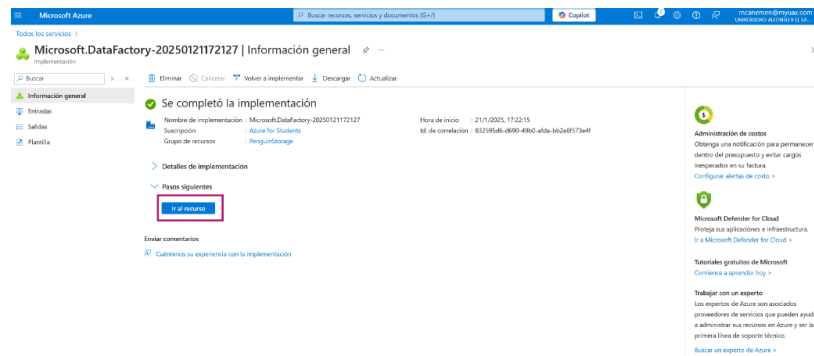 Microsoft Azure
Buscar recursos, servicios y documentos (G+/)
Copilot
mcanemen@myuax.com
UNIVERSIDAD ALFONSO X EL SA...
Todos los servicios >
Microsoft.DataFactory-20250121172127 | Información general
Implementación
Buscar
Eliminar
Cancelar
Volver a implementar
Descargar
Actualizar
Información general
Entradas
Salidas
Plantilla
Se completó la implementación
Nombre de implementación : Microsoft.DataFactory-20250121172127
Suscripción : Azure for Students
Grupo de recursos : PenguinStorage
Hora de inicio : 21/1/2025, 17:22:15
Id. de correlación : 832595d6-d690-49b0-afda-bb2e8f573e4f
Detalles de implementación
Pasos siguientes
Ir al recurso
Enviar comentarios
Cuéntenos su experiencia con la implementación
Administración de costos
Obtenga una notificación para permanecer
dentro del presupuesto y evitar cargos
inesperados en su factura.
Configurar alertas de costo >
Microsoft Defender for Cloud
Proteja sus aplicaciones e infraestructura.
Ir a Microsoft Defender for Cloud >
Tutoriales gratuitos de Microsoft
Comience a aprender hoy >
Trabajar con un experto
Los expertos de Azure son asociados
proveedores de servicios que pueden ayud
a administrar sus recursos en Azure y ser la
primera línea de soporte técnico.
Buscar un experto de Azure >